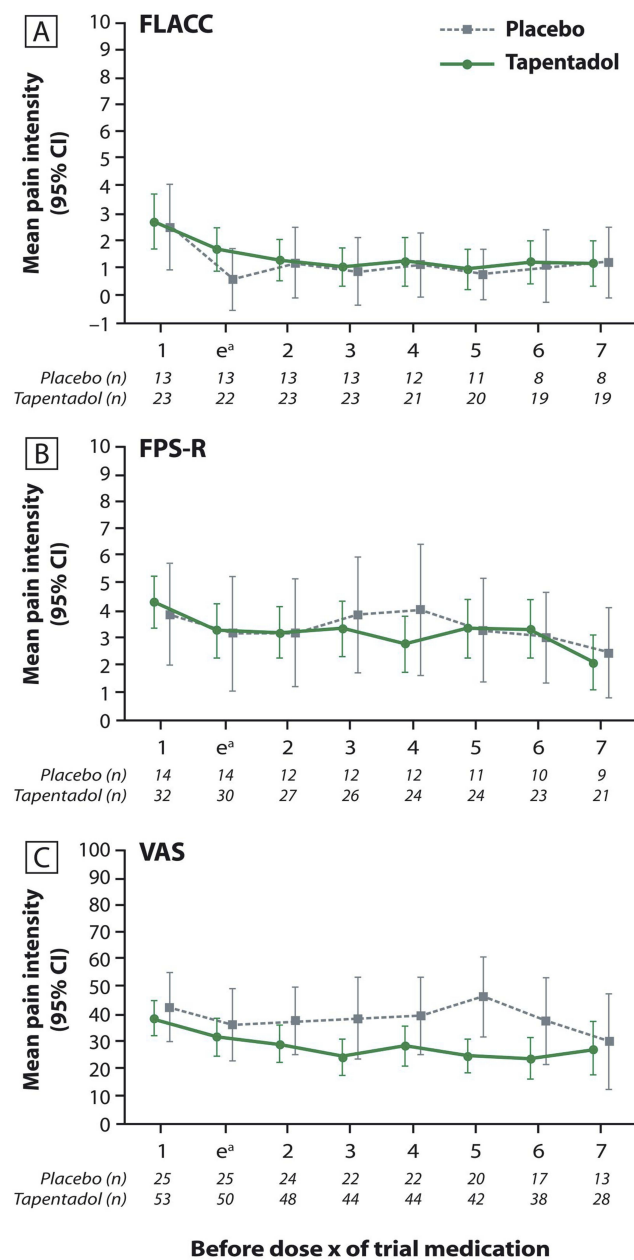 A FLACC
Placebo
Tapentadol
Mean pain intensity
(95% CI)
10
9
8
7
6
5
4
3
2
1
0
–1
1 eᵃ 2 3 4 5 6 7
Placebo (n) 13 13 13 13 12 11 8 8
Tapentadol (n) 23 22 23 23 21 20 19 19
B FPS-R
Mean pain intensity
(95% CI)
10
9
8
7
6
5
4
3
2
1
0
1 eᵃ 2 3 4 5 6 7
Placebo (n) 14 14 12 12 12 11 10 9
Tapentadol (n) 32 30 27 26 24 24 23 21
C VAS
Mean pain intensity
(95% CI)
100
90
80
70
60
50
40
30
20
10
0
1 eᵃ 2 3 4 5 6 7
Placebo (n) 25 25 24 22 22 20 17 13
Tapentadol (n) 53 50 48 44 44 42 38 28
Before dose x of trial medication